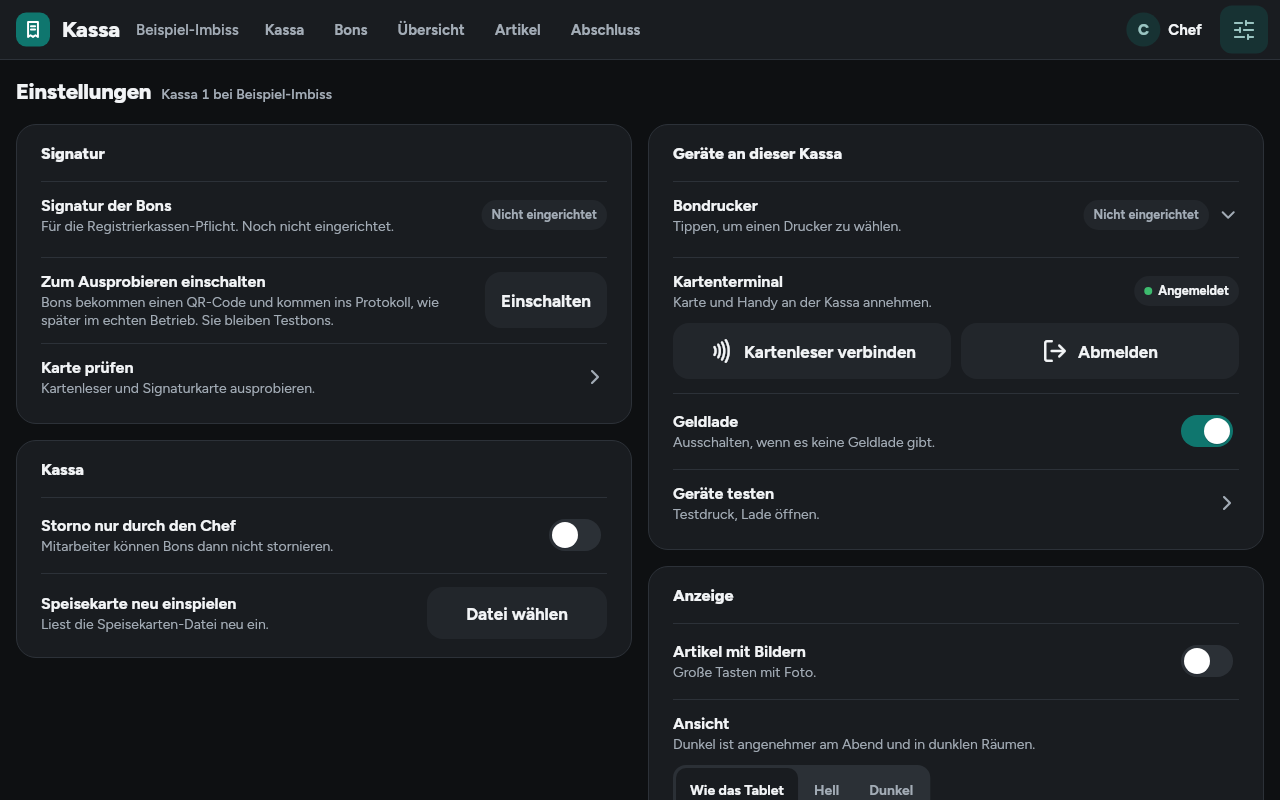 Kassa Beispiel-Imbiss Kassa Bons Übersicht Artikel Abschluss C Chef
Einstellungen Kassa 1 bei Beispiel-Imbiss
Signatur
Signatur der Bons
Für die Registrierkassen-Pflicht. Noch nicht eingerichtet.
Nicht eingerichtet
Zum Ausprobieren einschalten
Bons bekommen einen QR-Code und kommen ins Protokoll, wie
später im echten Betrieb. Sie bleiben Testbons.
Einschalten
Karte prüfen
Kartenleser und Signaturkarte ausprobieren.
Kassa
Storno nur durch den Chef
Mitarbeiter können Bons dann nicht stornieren.
Speisekarte neu einspielen
Liest die Speisekarten-Datei neu ein.
Datei wählen
Geräte an dieser Kassa
Bondrucker
Tippen, um einen Drucker zu wählen.
Nicht eingerichtet
Kartenterminal
Karte und Handy an der Kassa annehmen.
Angemeldet
Kartenleser verbinden
Abmelden
Geldlade
Ausschalten, wenn es keine Geldlade gibt.
Geräte testen
Testdruck, Lade öffnen.
Anzeige
Artikel mit Bildern
Große Tasten mit Foto.
Ansicht
Dunkel ist angenehmer am Abend und in dunklen Räumen.
Wie das Tablet Hell Dunkel